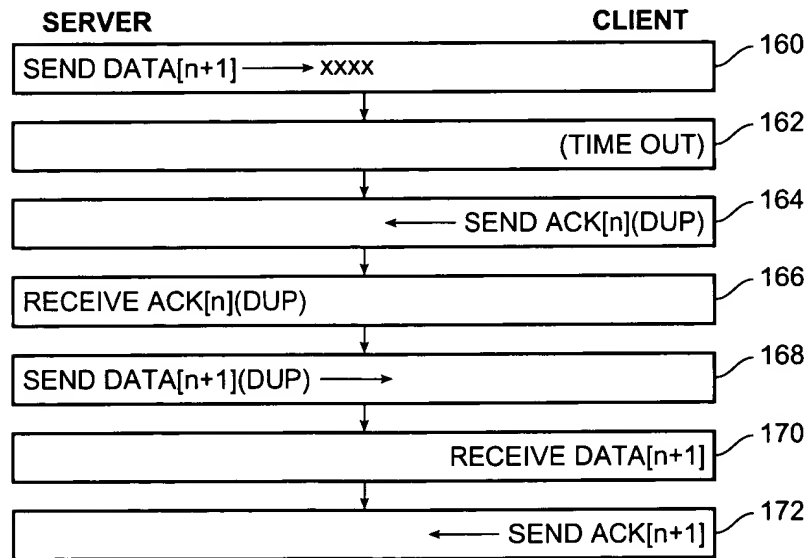 SERVER CLIENT
SEND DATA[n+1] xxxx 160
(TIME OUT) 162
SEND ACK[n](DUP) 164
RECEIVE ACK[n](DUP) 166
SEND DATA[n+1](DUP) 168
RECEIVE DATA[n+1] 170
SEND ACK[n+1] 172